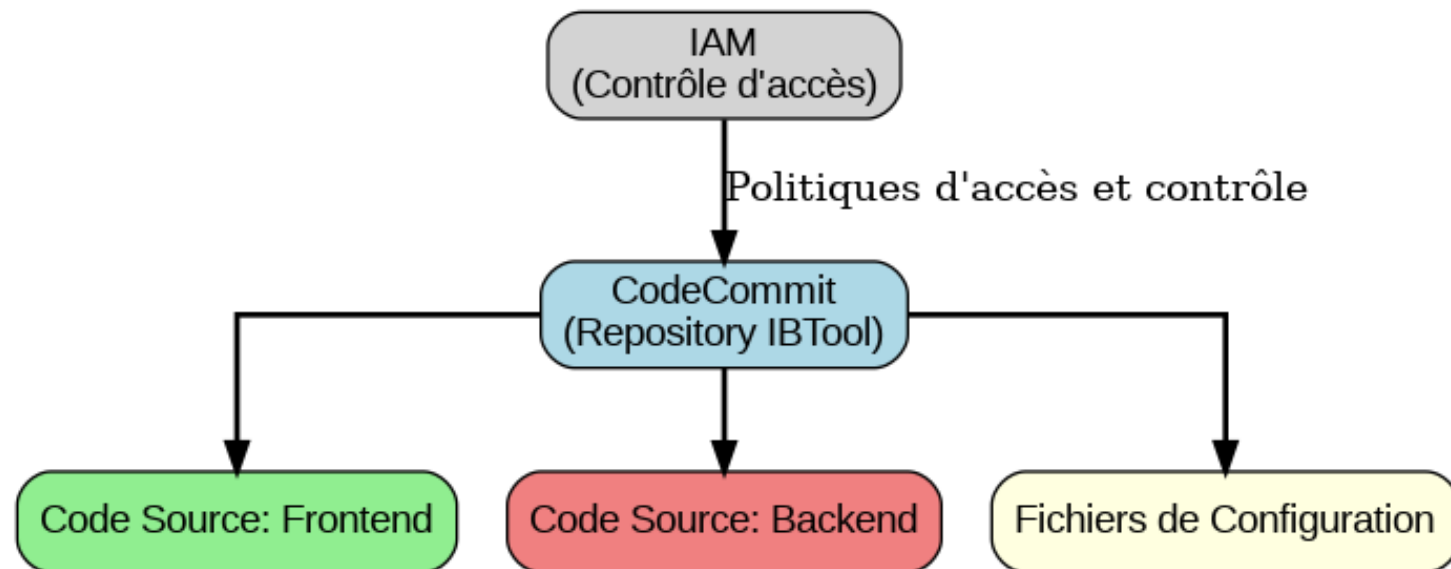 IAM
(Contrôle d'accès)
Politiques d'accès et contrôle
CodeCommit
(Repository IBTool)
Code Source: Frontend
Code Source: Backend
Fichiers de Configuration